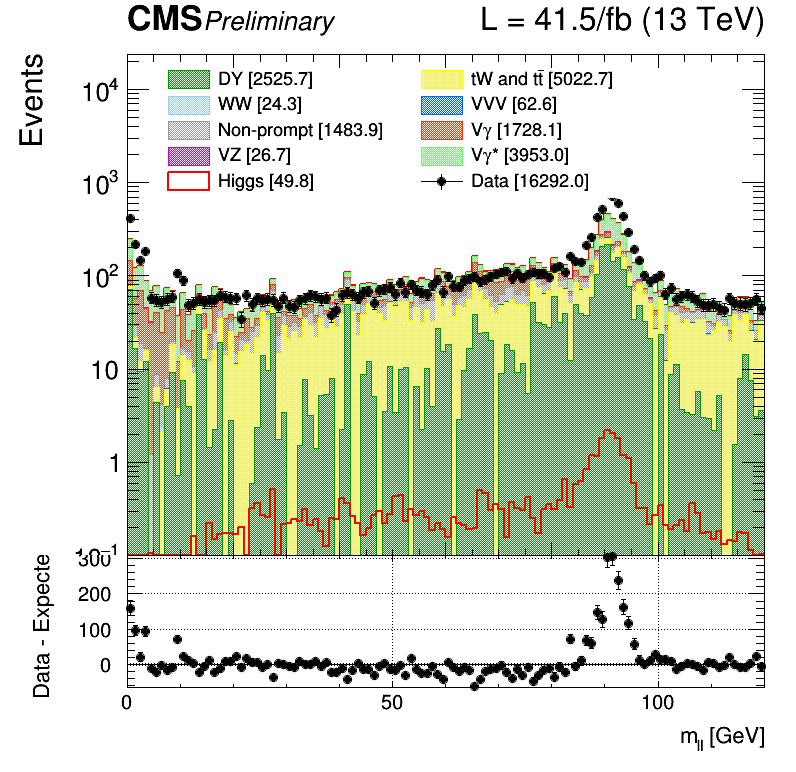 CMS Preliminary L = 41.5/fb (13 TeV)
Events
DY [2525.7] tW and tt̄ [5022.7]
WW [24.3] VVV [62.6]
Non-prompt [1483.9] Vγ [1728.1]
VZ [26.7] Vγ* [3953.0]
Higgs [49.8] Data [16292.0]
10⁴
10³
10²
10
1
300
200
100
0
Data - Expecte
0 50 100
m_ll [GeV]